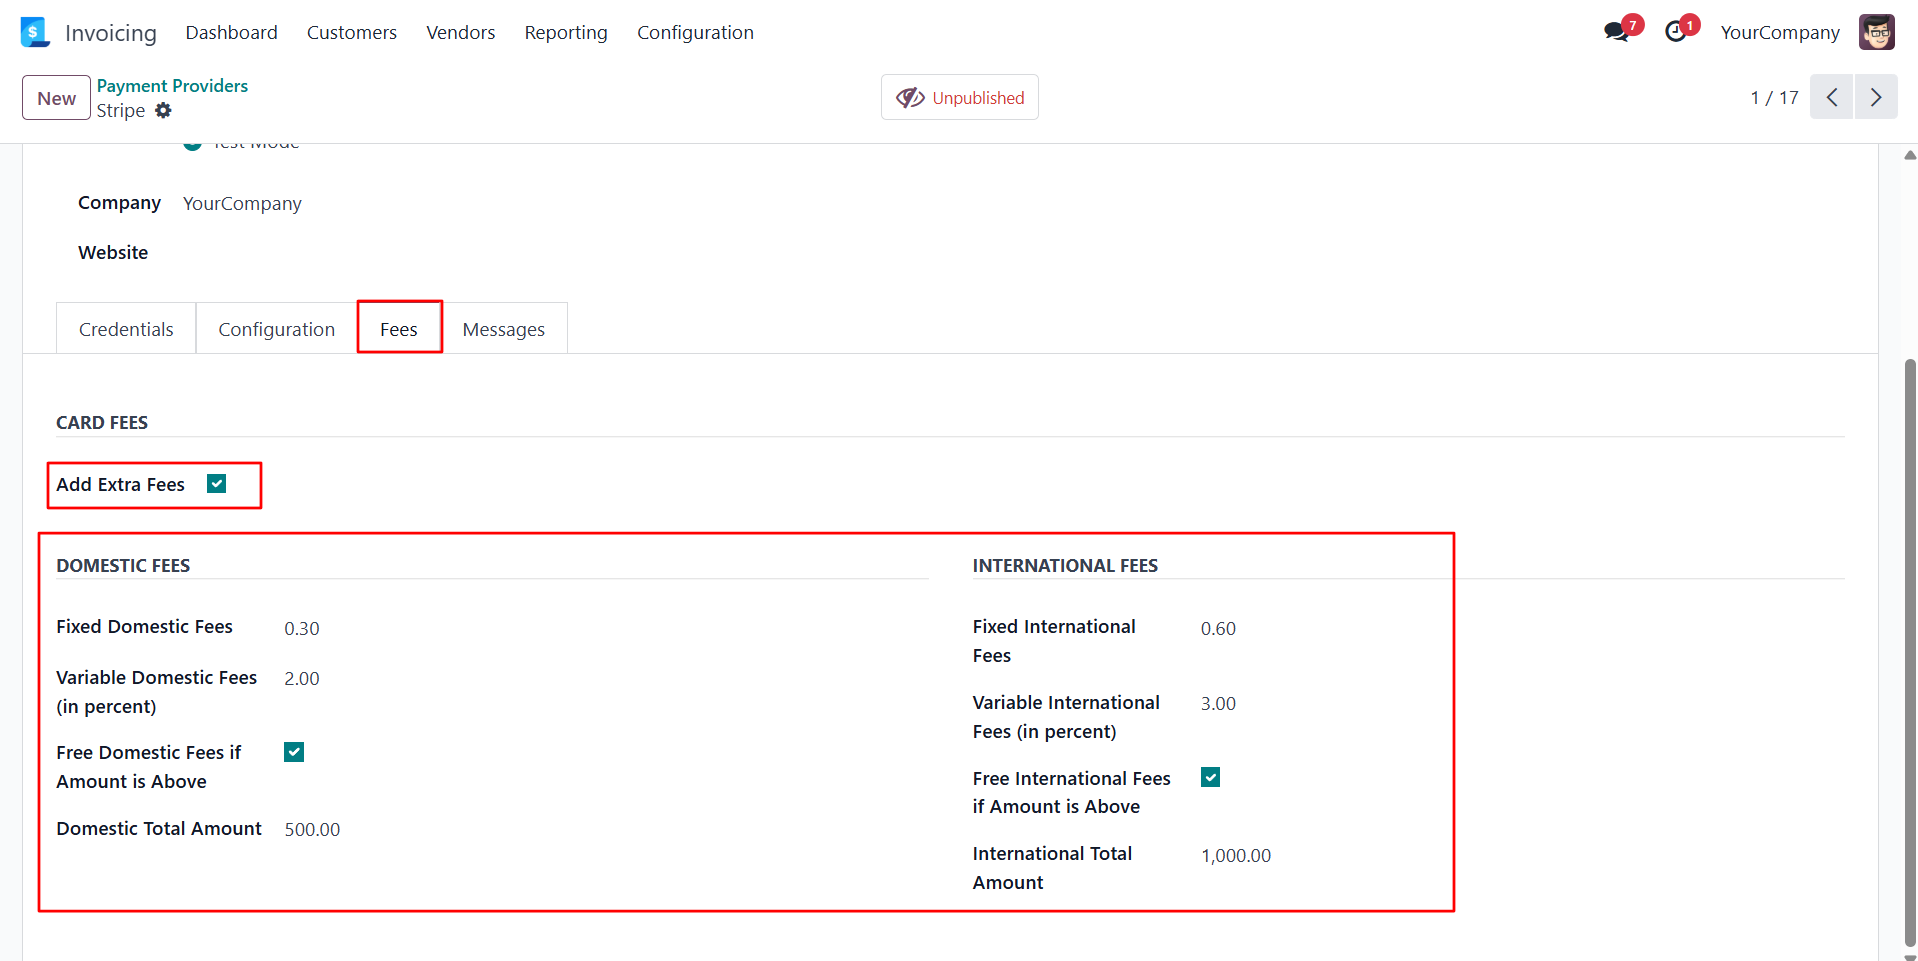 Invoicing Dashboard Customers Vendors Reporting Configuration 7 1 YourCompany
New Payment Providers Unpublished 1 / 17
Stripe
Test Mode
Company YourCompany
Website
Credentials Configuration Fees Messages
CARD FEES
Add Extra Fees
DOMESTIC FEES
Fixed Domestic Fees 0.30
Variable Domestic Fees 2.00
(in percent)
Free Domestic Fees if
Amount is Above
Domestic Total Amount 500.00
INTERNATIONAL FEES
Fixed International 0.60
Fees
Variable International 3.00
Fees (in percent)
Free International Fees
if Amount is Above
International Total 1,000.00
Amount